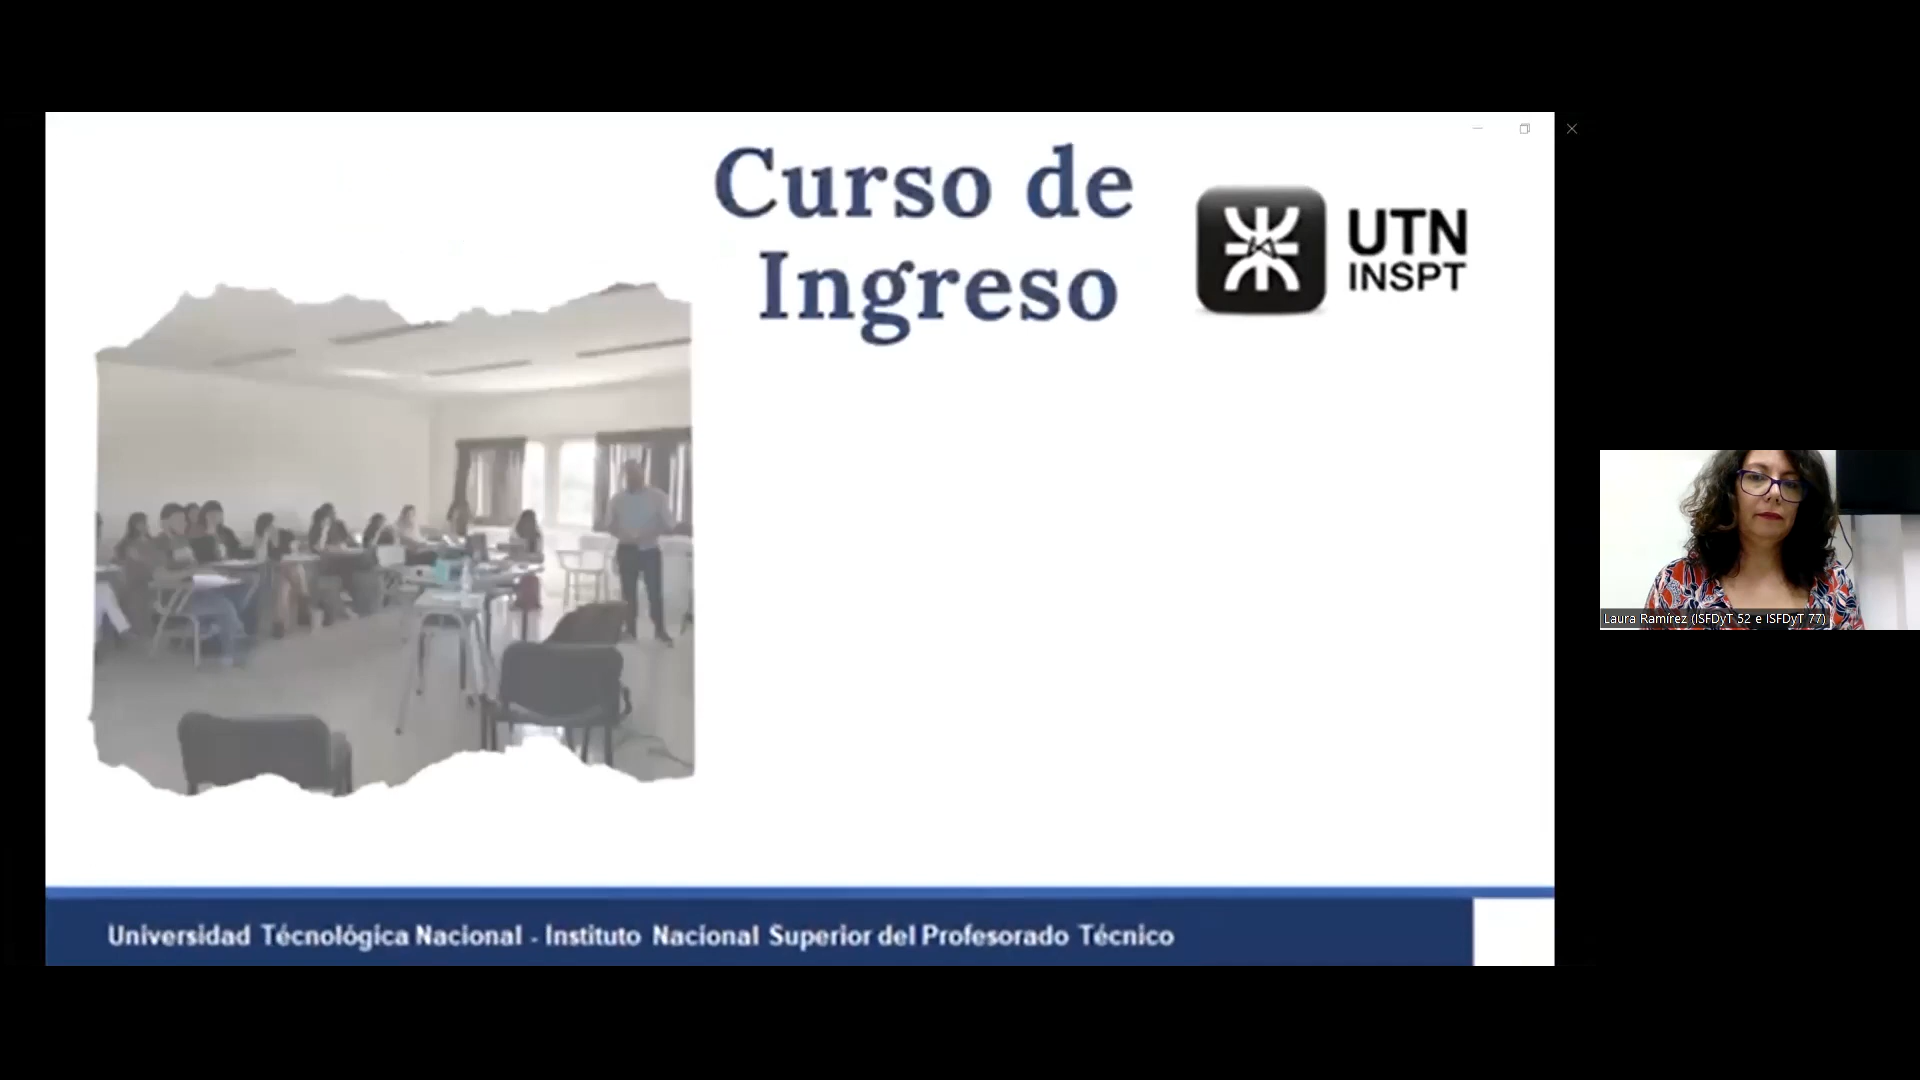 Curso de
Ingreso
UTN
INSPT
Laura Ramírez (ISFDyT 52 e ISFDyT 77)
Universidad Técnológica Nacional - Instituto Nacional Superior del Profesorado Técnico